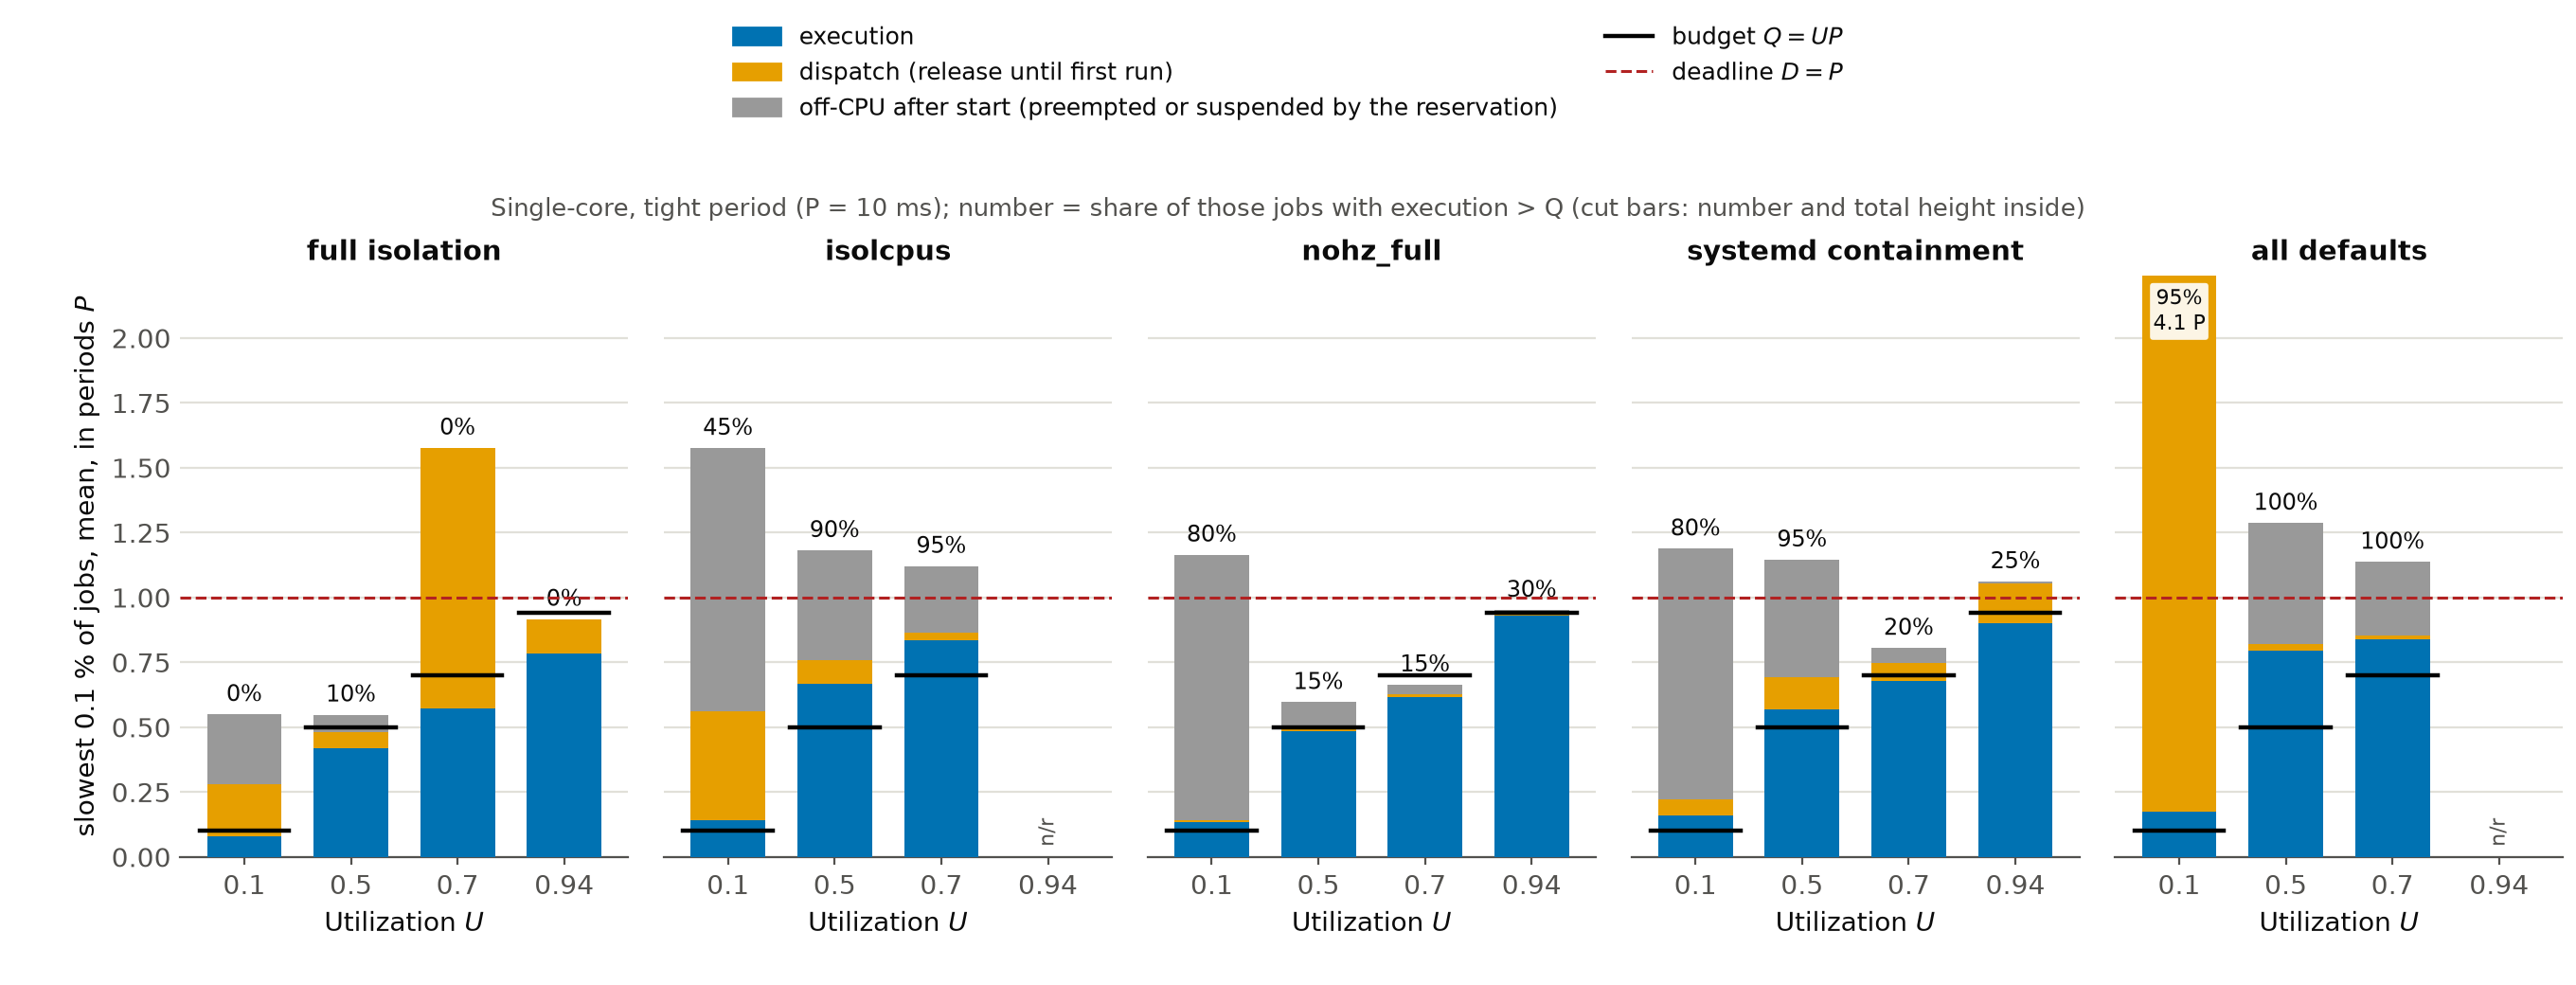 execution
dispatch (release until first run)
off-CPU after start (preempted or suspended by the reservation)
budget Q = UP
deadline D = P
Single-core, tight period (P = 10 ms); number = share of those jobs with execution > Q (cut bars: number and total height inside)
full isolation
isolcpus
nohz_full
systemd containment
all defaults
slowest 0.1 % of jobs, mean, in periods P
2.00
1.75
1.50
1.25
1.00
0.75
0.50
0.25
0.00
0%
10%
0%
0%
45%
90%
95%
n/r
80%
15%
15%
30%
80%
95%
20%
25%
95%
4.1 P
100%
100%
n/r
0.1 0.5 0.7 0.94
0.1 0.5 0.7 0.94
0.1 0.5 0.7 0.94
0.1 0.5 0.7 0.94
0.1 0.5 0.7 0.94
Utilization U
Utilization U
Utilization U
Utilization U
Utilization U